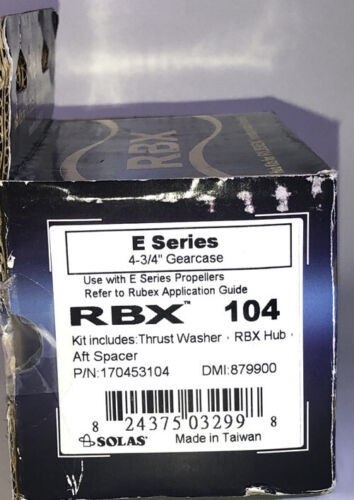 RBX
E Series
4-3/4" Gearcase
Use with E Series Propellers
Refer to Rubex Application Guide
RBX™ 104
Kit includes:Thrust Washer · RBX Hub ·
Aft Spacer
P/N:170453104 DMI:879900
8 24375 03299 8
SOLAS® Made in Taiwan